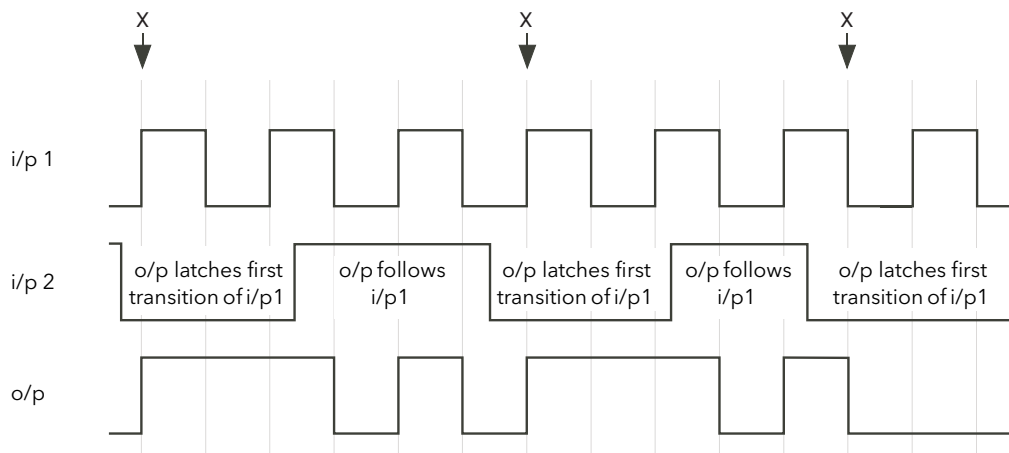 X X X
i/p 1
i/p 2
o/p latches first
transition of i/p1
o/p follows
i/p1
o/p latches first
transition of i/p1
o/p follows
i/p1
o/p latches first
transition of i/p1
o/p